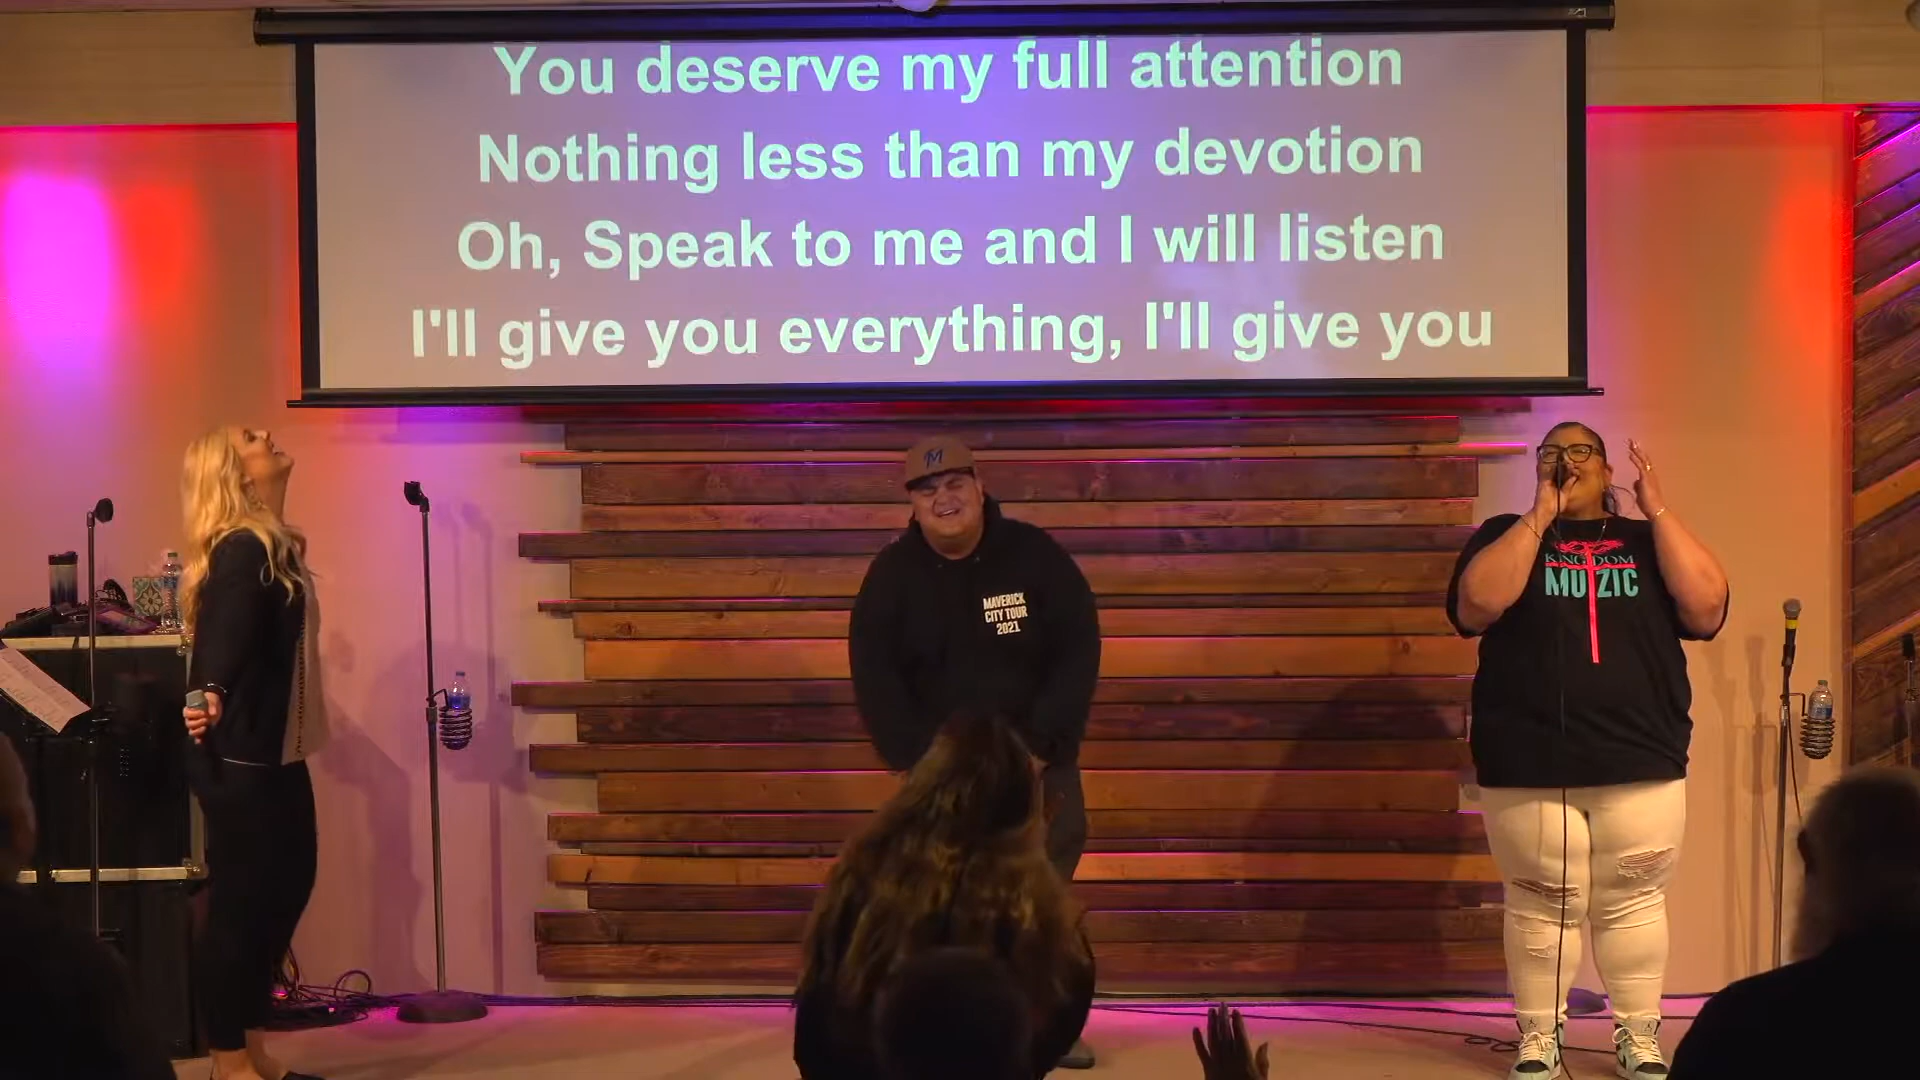 You deserve my full attention
Nothing less than my devotion
Oh, Speak to me and I will listen
I'll give you everything, I'll give you
M
MAVERICK
CITY TOUR
2021
KINGDOM
MUZIC